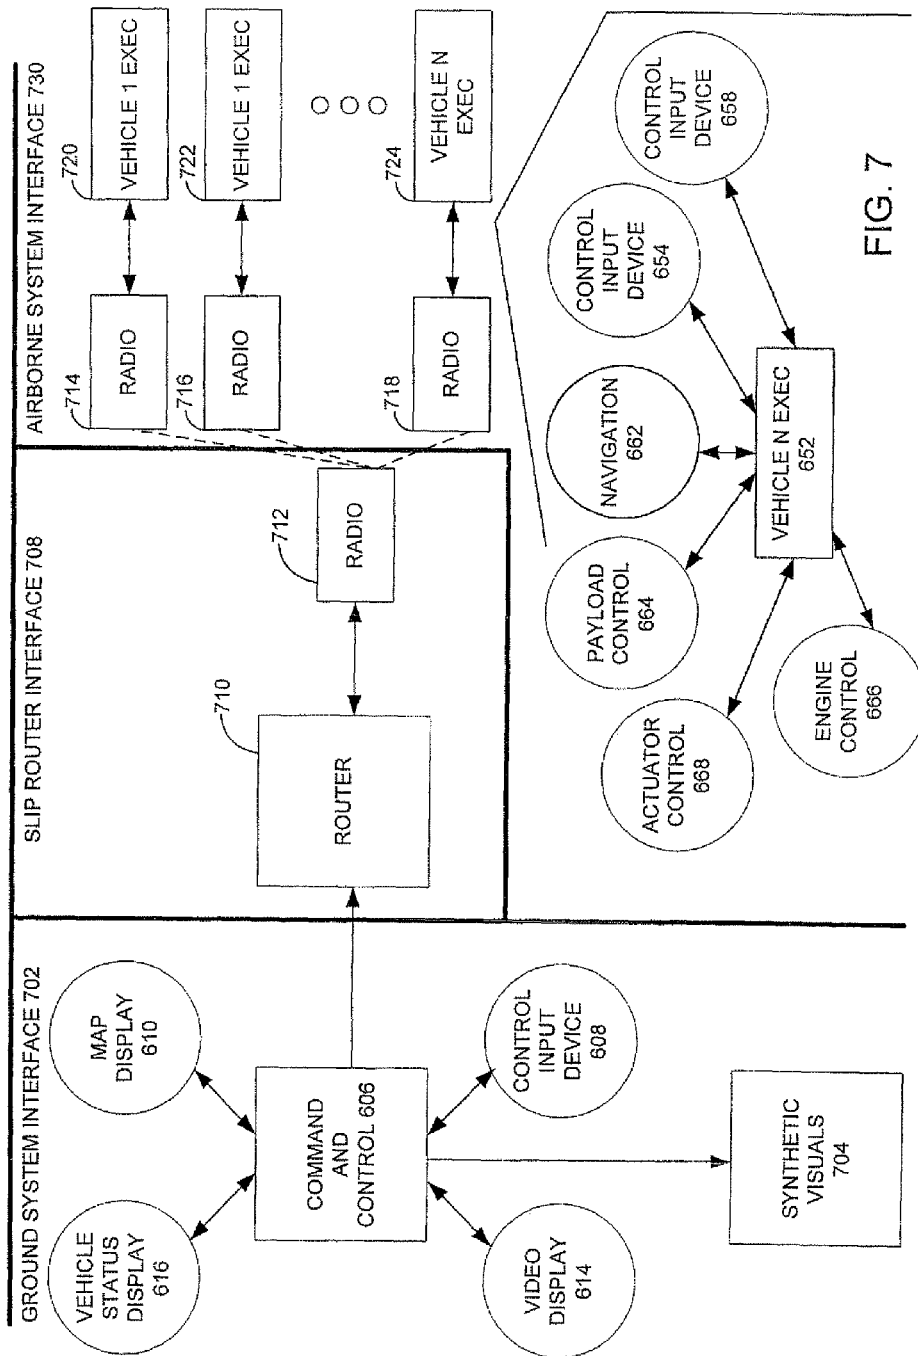 GROUND SYSTEM INTERFACE 702
VEHICLE
STATUS
DISPLAY
616
MAP
DISPLAY
610
COMMAND
AND
CONTROL 606
VIDEO
DISPLAY
614
CONTROL
INPUT
DEVICE
608
SYNTHETIC
VISUALS
704
SLIP ROUTER INTERFACE 708
710
ROUTER
712
RADIO
AIRBORNE SYSTEM INTERFACE 730
714
RADIO
720
VEHICLE 1 EXEC
716
RADIO
722
VEHICLE 1 EXEC
718
RADIO
724
VEHICLE N
EXEC
ACTUATOR
CONTROL
668
PAYLOAD
CONTROL
664
NAVIGATION
662
CONTROL
INPUT
DEVICE
654
CONTROL
INPUT
DEVICE
658
ENGINE
CONTROL
666
VEHICLE N EXEC
652
FIG. 7